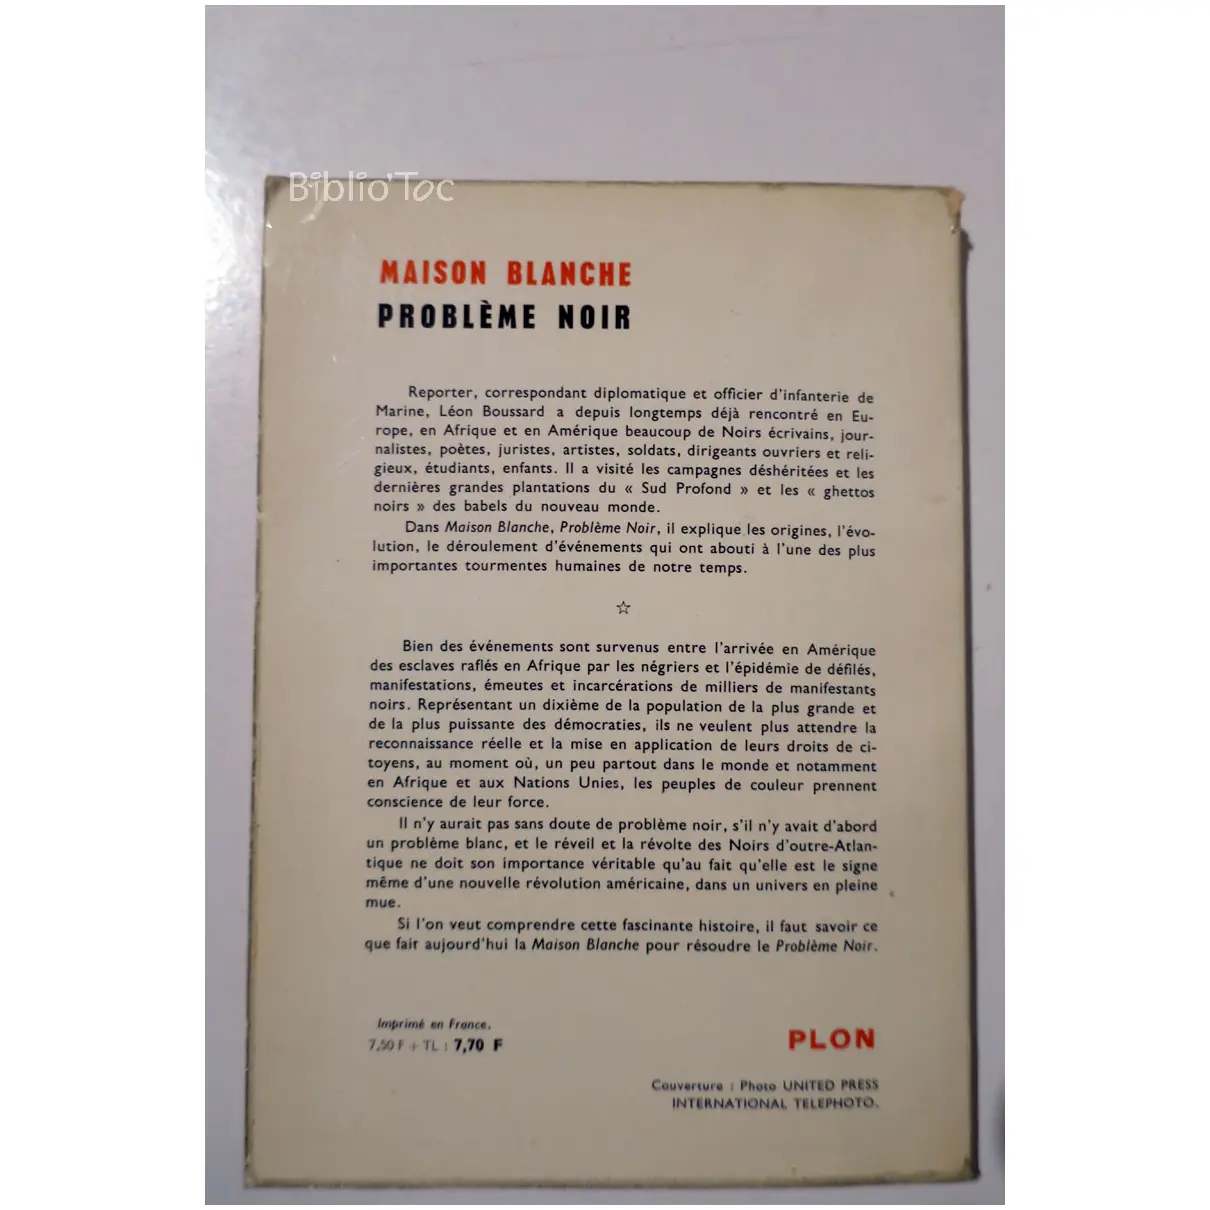 Biblio'Toc
MAISON BLANCHE
PROBLÈME NOIR
Reporter, correspondant diplomatique et officier d'infanterie de
Marine, Léon Boussard a depuis longtemps déjà rencontré en Eu-
rope, en Afrique et en Amérique beaucoup de Noirs écrivains, jour-
nalistes, poètes, juristes, artistes, soldats, dirigeants ouvriers et reli-
gieux, étudiants, enfants. Il a visité les campagnes déshéritées et les
dernières grandes plantations du « Sud Profond » et les « ghettos
noirs » des babels du nouveau monde.
Dans Maison Blanche, Problème Noir, il explique les origines, l'évo-
lution, le déroulement d'événements qui ont abouti à l'une des plus
importantes tourmentes humaines de notre temps.
☆
Bien des événements sont survenus entre l'arrivée en Amérique
des esclaves raflés en Afrique par les négriers et l'épidémie de défilés,
manifestations, émeutes et incarcérations de milliers de manifestants
noirs. Représentant un dixième de la population de la plus grande et
de la plus puissante des démocraties, ils ne veulent plus attendre la
reconnaissance réelle et la mise en application de leurs droits de ci-
toyens, au moment où, un peu partout dans le monde et notamment
en Afrique et aux Nations Unies, les peuples de couleur prennent
conscience de leur force.
Il n'y aurait pas sans doute de problème noir, s'il n'y avait d'abord
un problème blanc, et le réveil et la révolte des Noirs d'outre-Atlan-
tique ne doit son importance véritable qu'au fait qu'elle est le signe
même d'une nouvelle révolution américaine, dans un univers en pleine
mue.
Si l'on veut comprendre cette fascinante histoire, il faut savoir ce
que fait aujourd'hui la Maison Blanche pour résoudre le Problème Noir.
Imprimé en France.
7,50 F + TL : 7,70 F
PLON
Couverture : Photo UNITED PRESS
INTERNATIONAL TELEPHOTO.